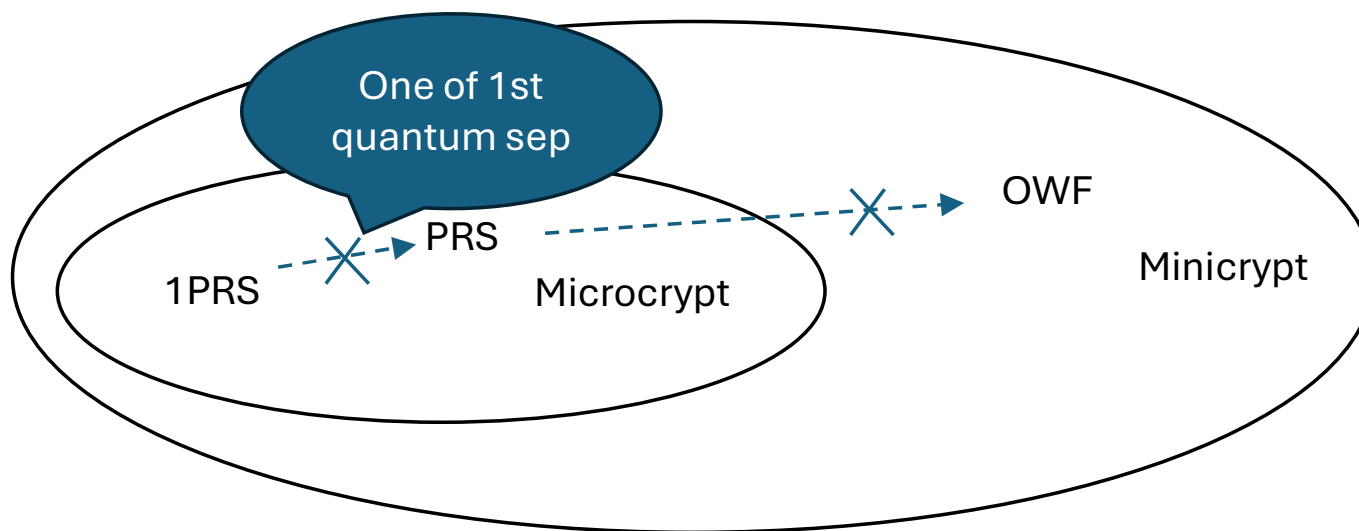 One of 1st
quantum sep
OWF
PRS
Minicrypt
1PRS
Microcrypt